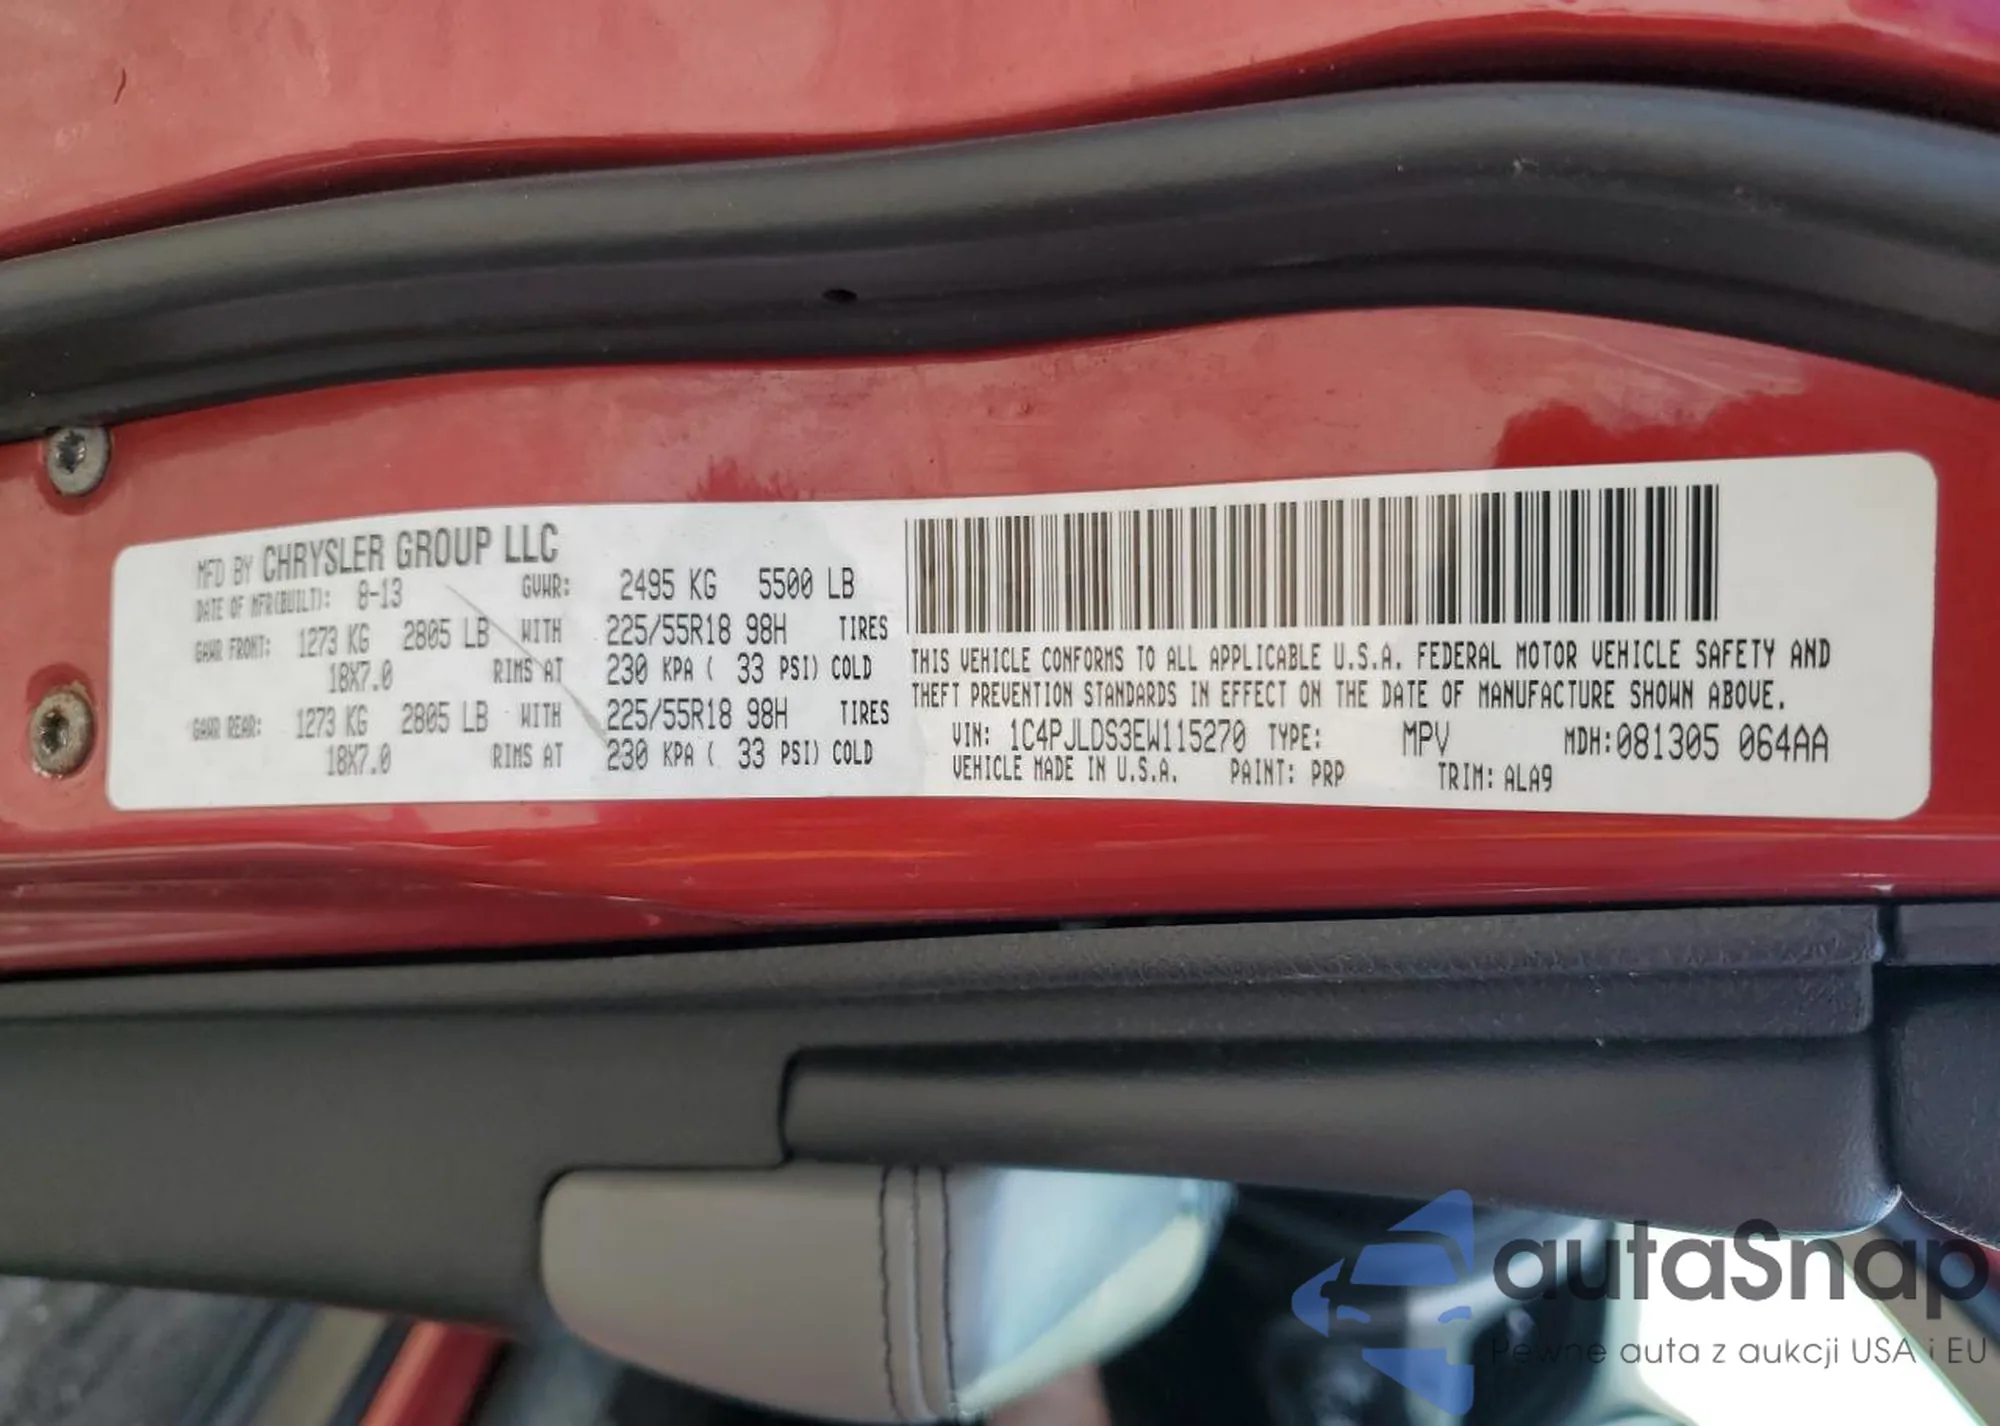 MFD BY CHRYSLER GROUP LLC
DATE OF MFR(BUILT): 8-13 GVWR: 2495 KG 5500 LB
GAWR FRONT: 1273 KG 2805 LB WITH 225/55R18 98H TIRES
18X7.0 RIMS AT 230 KPA ( 33 PSI) COLD
GAWR REAR: 1273 KG 2805 LB WITH 225/55R18 98H TIRES
18X7.0 RIMS AT 230 KPA ( 33 PSI) COLD
THIS VEHICLE CONFORMS TO ALL APPLICABLE U.S.A. FEDERAL MOTOR VEHICLE SAFETY AND
THEFT PREVENTION STANDARDS IN EFFECT ON THE DATE OF MANUFACTURE SHOWN ABOVE.
VIN: 1C4PJLDS3EW115270 TYPE: MPV MDH:081305 064AA
VEHICLE MADE IN U.S.A. PAINT: PRP TRIM: ALA9
autaSnap
Pewne auta z aukcji USA i EU